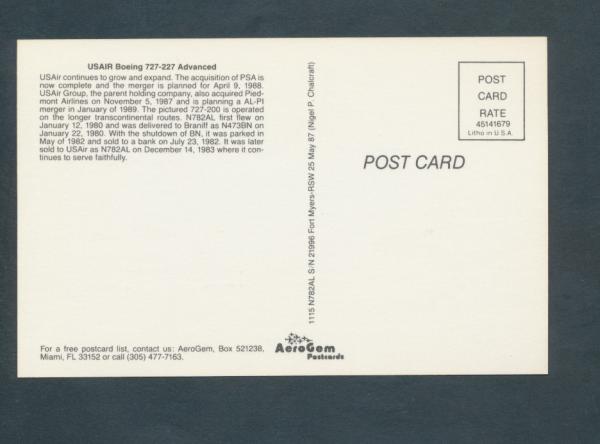 USAIR Boeing 727-227 Advanced
USAir continues to grow and expand. The acquisition of PSA is
now complete and the merger is planned for April 9, 1988.
USAir Group, the parent holding company, also acquired Pied-
mont Airlines on November 5, 1987 and is planning a AL-PI
merger in January of 1989. The pictured 727-200 is operated
on the longer transcontinental routes. N782AL first flew on
January 12, 1980 and was delivered to Braniff as N473BN on
January 22, 1980. With the shutdown of BN, it was parked in
May of 1982 and sold to a bank on July 23, 1982. It was later
sold to USAir as N782AL on December 14, 1983 where it con-
tinues to serve faithfully.
For a free postcard list, contact us: AeroGem, Box 521238,
Miami, FL 33152 or call (305) 477-7163.
1115 N782AL S/N 21996 Fort Myers-RSW 25 May 87 (Nigel P. Chalcraft)
AeroGem
Postcards
POST
CARD
RATE
45141679
Litho in U.S.A.
POST CARD